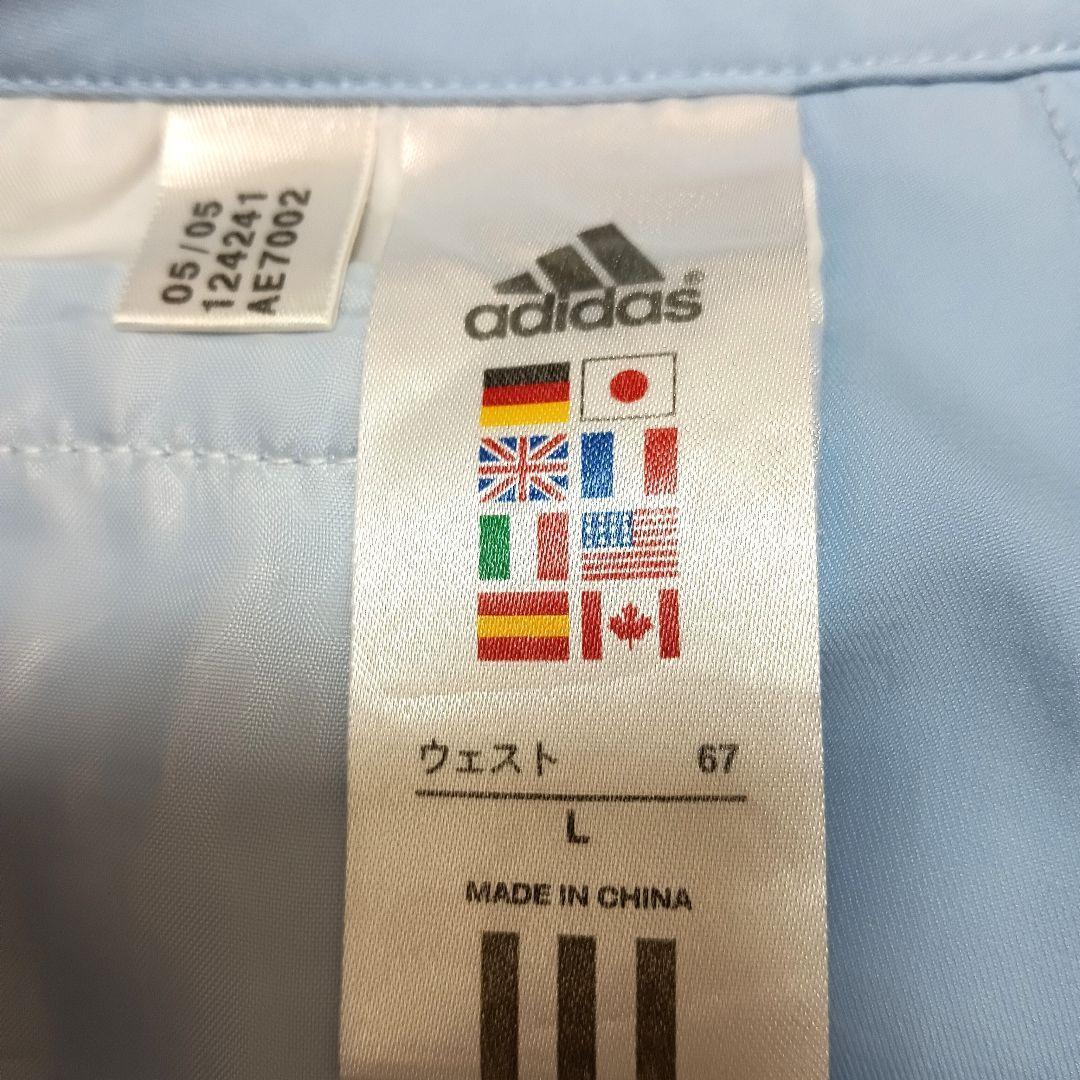 05/05
124241
AE7002
adidas®
ウェスト 67
L
MADE IN CHINA